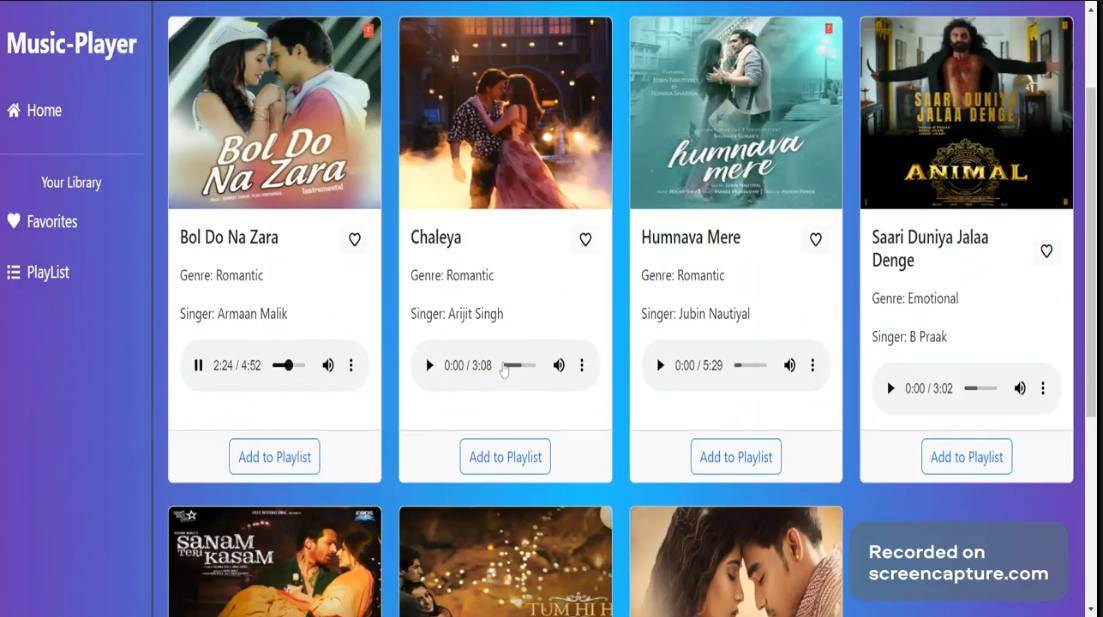 Music-Player
Home
Your Library
Favorites
PlayList
BOL DO
NA ZARA
Instrumental
Bol Do Na Zara
Genre: Romantic
Singer: Armaan Malik
2:24 / 4:52
Add to Playlist
Chaleya
Genre: Romantic
Singer: Arijit Singh
0:00 / 3:08
Add to Playlist
humnava
mere
Humnava Mere
Genre: Romantic
Singer: Jubin Nautiyal
0:00 / 5:29
Add to Playlist
SAARI DUNIYA
JALAA DENGE
ANIMAL
Saari Duniya Jalaa
Denge
Genre: Emotional
Singer: B Praak
0:00 / 3:02
Add to Playlist
EROS
SANAM
TERI KASAM
TUM HI H
Recorded on
screencapture.com